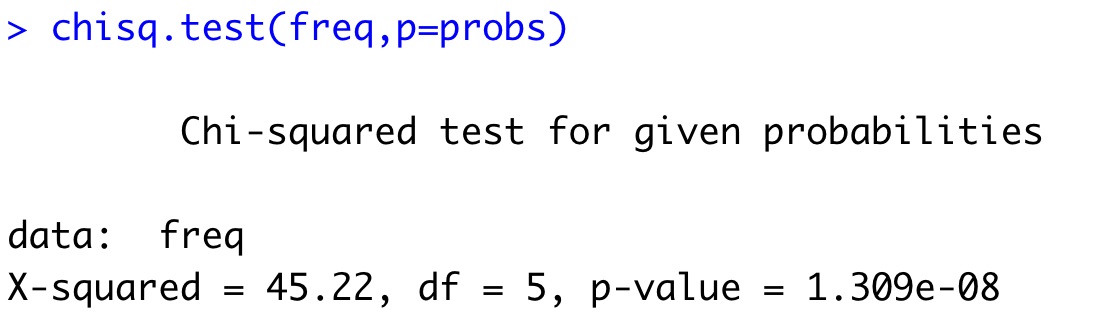 > chisq.test(freq,p=probs)
Chi-squared test for given probabilities
data:  freq
X-squared = 45.22, df = 5, p-value = 1.309e-08